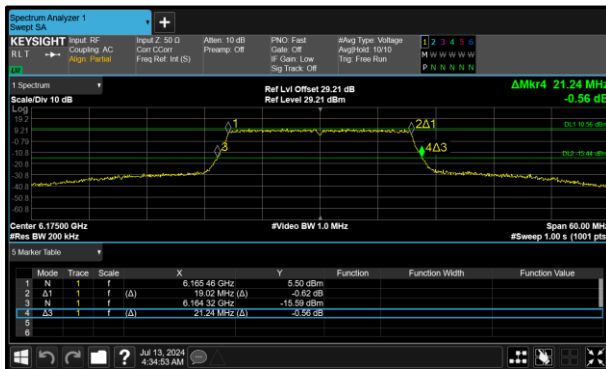 Spectrum Analyzer 1
Swept SA
KEYSIGHT Input: RF Input Z: 50 Ω Atten: 10 dB PNO: Fast #Avg Type: Voltage 1 2 3 4 5 6
RLT Coupling: AC Corr CCorr Preamp: Off Gate: Off Avg|Hold: 10/10 M W W W W W
Align: Partial Freq Ref: Int (S) IF Gain: Low Trig: Free Run P N N N N N
Sig Track: Off
1 Spectrum Ref Lvl Offset 29.21 dB ΔMkr4 21.24 MHz
Scale/Div 10 dB Ref Level 29.21 dBm -0.56 dB
Log
19.2
9.21 1 2Δ1 DL1 10.56 dBm
-0.79
-10.8 3 4Δ3 DL2 -15.44 dBm
-20.8
-30.8
-40.8
-50.8
-60.8
Center 6.17500 GHz #Video BW 1.0 MHz Span 60.00 MHz
#Res BW 200 kHz #Sweep 1.00 s (1001 pts
5 Marker Table
Mode Trace Scale X Y Function Function Width Function Value
1 N 1 f 6.165 46 GHz 5.50 dBm
2 Δ1 1 f (Δ) 19.02 MHz (Δ) -0.62 dB
3 N 1 f 6.164 32 GHz -15.59 dBm
4 Δ3 1 f (Δ) 21.24 MHz (Δ) -0.56 dB
5
6
? Jul 13, 2024
4:34:53 AM